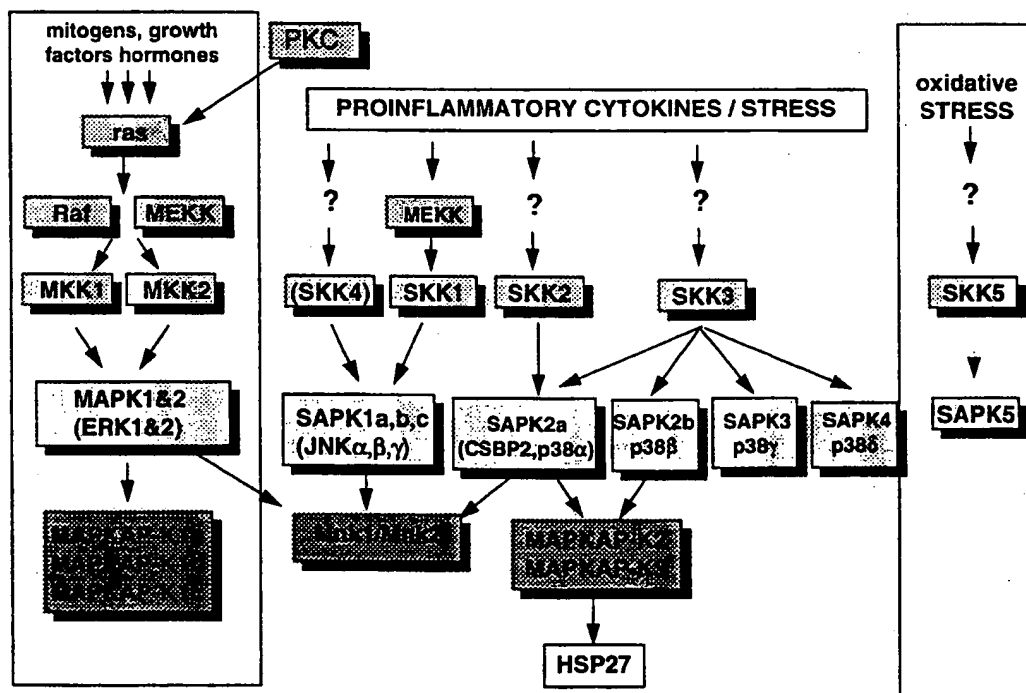 mitogens, growth
factors hormones
PKC
PROINFLAMMATORY CYTOKINES / STRESS
oxidative
STRESS
ras
?
?
?
?
Raf
MEKK
MEKK
MKK1
MKK2
(SKK4)
SKK1
SKK2
SKK3
SKK5
MAPK1&2
(ERK1&2)
SAPK1a,b,c
(JNKα,β,γ)
SAPK2a
(CSBP2,p38α)
SAPK2b
p38β
SAPK3
p38γ
SAPK4
p38δ
SAPK5
Mnk1/Mnk2
MAPKAP-K2
HSP27